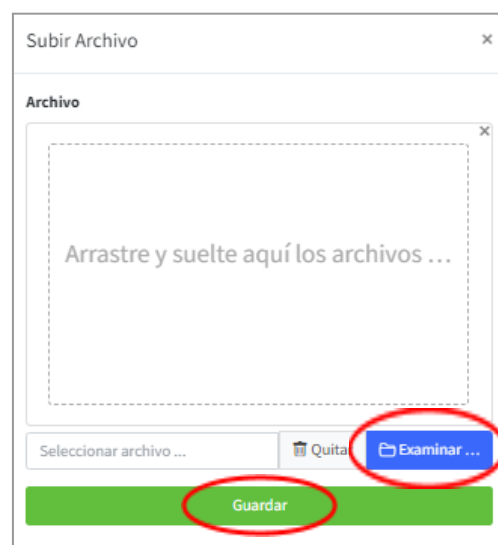 Subir Archivo ×
Archivo
×
Arrastre y suelte aquí los archivos ...
Seleccionar archivo ... Quita Examinar ...
Guardar